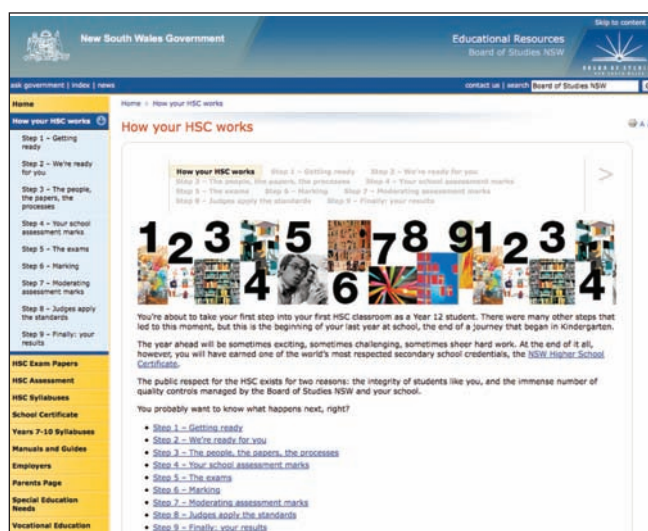 Skip to content
New South Wales Government
Educational Resources
Board of Studies NSW
BOARD OF STUDIES
NEW SOUTH WALES
ask government | index | news
contact us | search Board of Studies NSW
Home
How your HSC works
Step 1 – Getting
ready
Step 2 – We're ready
for you
Step 3 – The people,
the papers, the
processes
Step 4 – Your school
assessment marks
Step 5 – The exams
Step 6 – Marking
Step 7 – Moderating
assessment marks
Step 8 – Judges apply
the standards
Step 9 – Finally: your
results
HSC Exam Papers
HSC Assessment
HSC Syllabuses
School Certificate
Years 7-10 Syllabuses
Manuals and Guides
Employers
Parents Page
Special Education
Needs
Vocational Education
Home > How your HSC works
How your HSC works
A
How your HSC works Step 1 – Getting ready Step 2 – We're ready for you
Step 3 – The people, the papers, the processes Step 4 – Your school assessment marks
Step 5 – The exams Step 6 – Marking Step 7 – Moderating assessment marks
Step 8 – Judges apply the standards Step 9 – Finally: your results
>
1 2 3 4 5 6 7 8 9 1 2 3 4
You're about to take your first step into your first HSC classroom as a Year 12 student. There were many other steps that
led to this moment, but this is the beginning of your last year at school, the end of a journey that began in Kindergarten.
The year ahead will be sometimes exciting, sometimes challenging, sometimes sheer hard work. At the end of it all,
however, you will have earned one of the world's most respected secondary school credentials, the NSW Higher School
Certificate.
The public respect for the HSC exists for two reasons: the integrity of students like you, and the immense number of
quality controls managed by the Board of Studies NSW and your school.
You probably want to know what happens next, right?
• Step 1 – Getting ready
• Step 2 – We're ready for you
• Step 3 – The people, the papers, the processes
• Step 4 – Your school assessment marks
• Step 5 – The exams
• Step 6 – Marking
• Step 7 – Moderating assessment marks
• Step 8 – Judges apply the standards
• Step 9 – Finally: your results